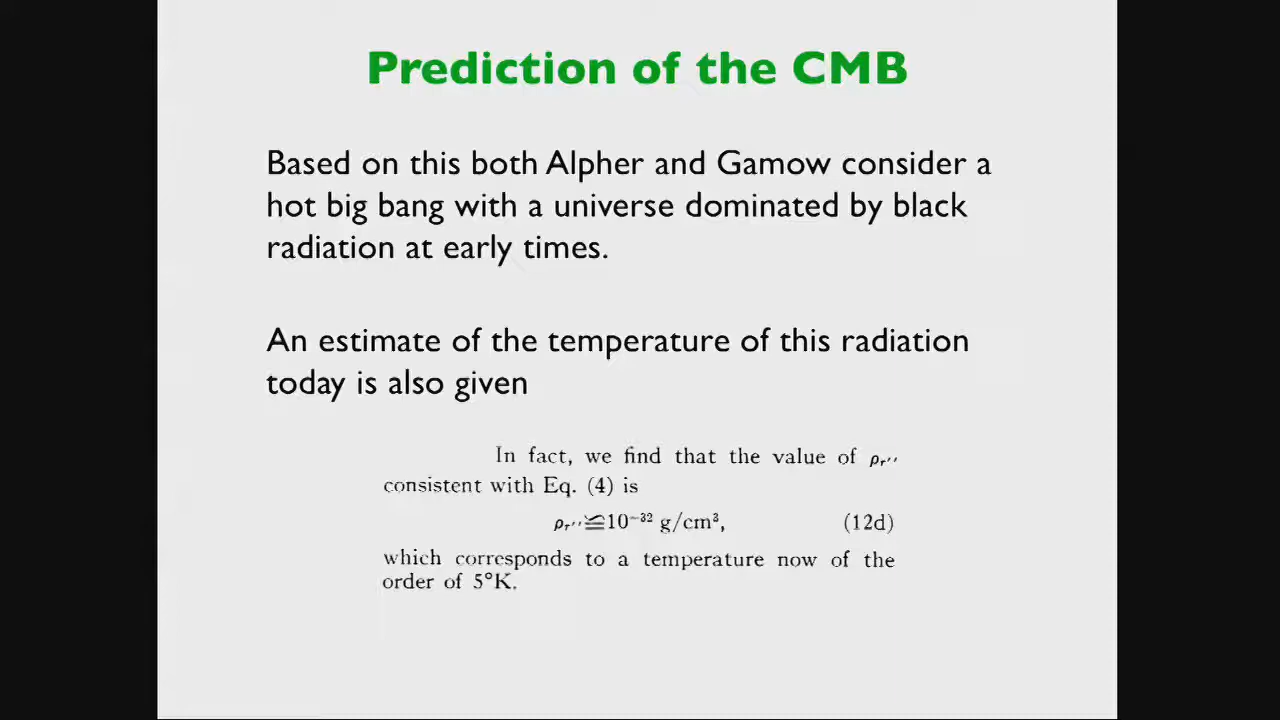 Prediction of the CMB
Based on this both Alpher and Gamow consider a
hot big bang with a universe dominated by black
radiation at early times.
An estimate of the temperature of this radiation
today is also given
In fact, we find that the value of ρr′′
consistent with Eq. (4) is
ρr′′≦10⁻³² g/cm³, (12d)
which corresponds to a temperature now of the
order of 5°K.